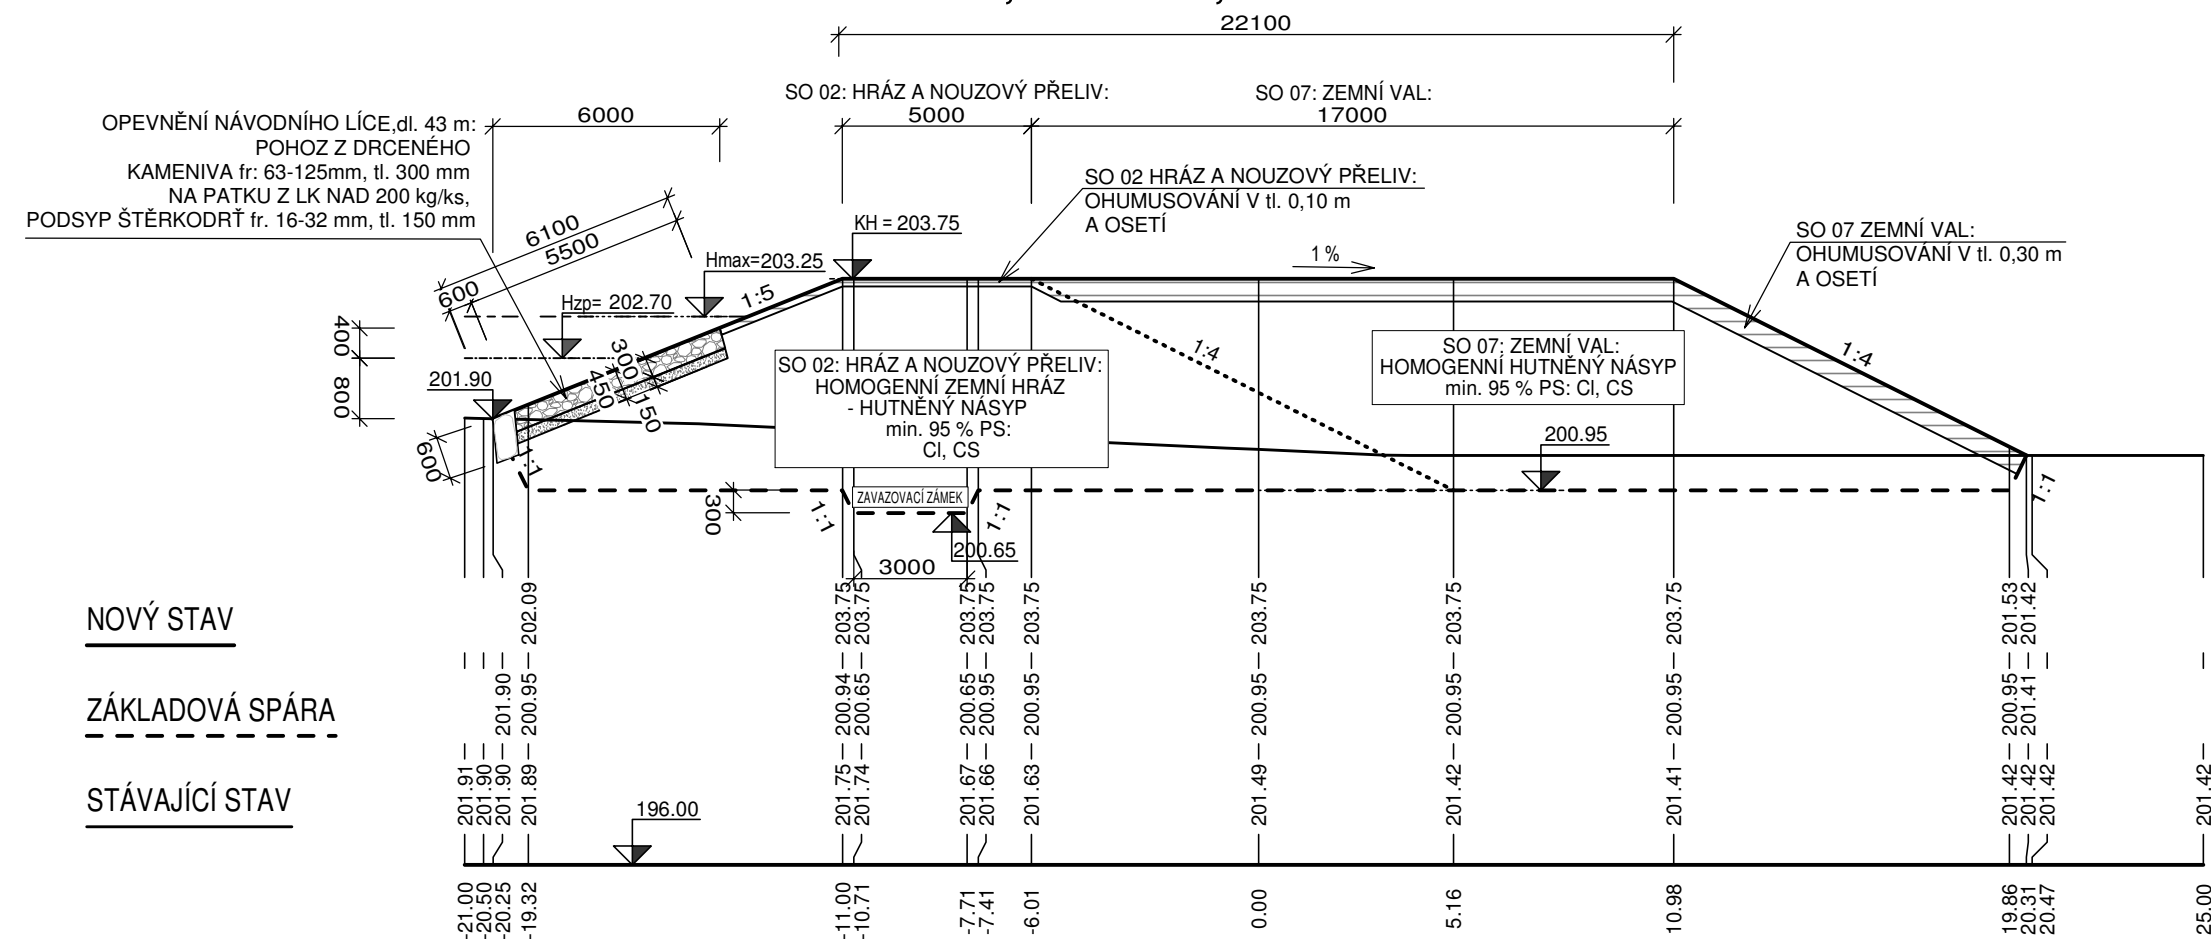 22100
SO 02: HRÁZ A NOUZOVÝ PŘELIV:
SO 07: ZEMNÍ VAL:
6000
5000
17000
OPEVNĚNÍ NÁVODNÍHO LÍCE,dl. 43 m:
POHOZ Z DRCENÉHO
KAMENIVA fr: 63-125mm, tl. 300 mm
NA PATKU Z LK NAD 200 kg/ks,
PODSYP ŠTĚRKODRŤ fr. 16-32 mm, tl. 150 mm
SO 02 HRÁZ A NOUZOVÝ PŘELIV:
OHUMUSOVÁNÍ V tl. 0,10 m
A OSETÍ
SO 07 ZEMNÍ VAL:
OHUMUSOVÁNÍ V tl. 0,30 m
A OSETÍ
6100
5500
600
KH = 203.75
Hmax=203.25
Hzp= 202.70
1:5
1 %
400
800
201.90
300
450
150
600
1:1
SO 02: HRÁZ A NOUZOVÝ PŘELIV:
HOMOGENNÍ ZEMNÍ HRÁZ
- HUTNĚNÝ NÁSYP
min. 95 % PS:
CI, CS
1:4
SO 07: ZEMNÍ VAL:
HOMOGENNÍ HUTNĚNÝ NÁSYP
min. 95 % PS: CI, CS
1:4
200.95
300
1:1
ZAVAZOVACÍ ZÁMEK
1:1
200.65
3000
1:1
NOVÝ STAV
202.09
203.75
203.75
203.75
203.75
203.75
203.75
203.75
203.75
201.53
201.42
ZÁKLADOVÁ SPÁRA
201.90
200.95
200.94
200.65
200.65
200.95
200.95
200.95
200.95
200.95
200.95
201.41
STÁVAJÍCÍ STAV
201.91
201.90
201.90
201.89
201.75
201.74
201.67
201.66
201.63
201.49
201.42
201.41
201.42
201.42
201.42
201.42
196.00
-21.00
-20.50
-20.25
-19.32
-11.00
-10.71
-7.71
-7.41
-6.01
0.00
5.16
10.98
19.86
20.31
20.47
25.00